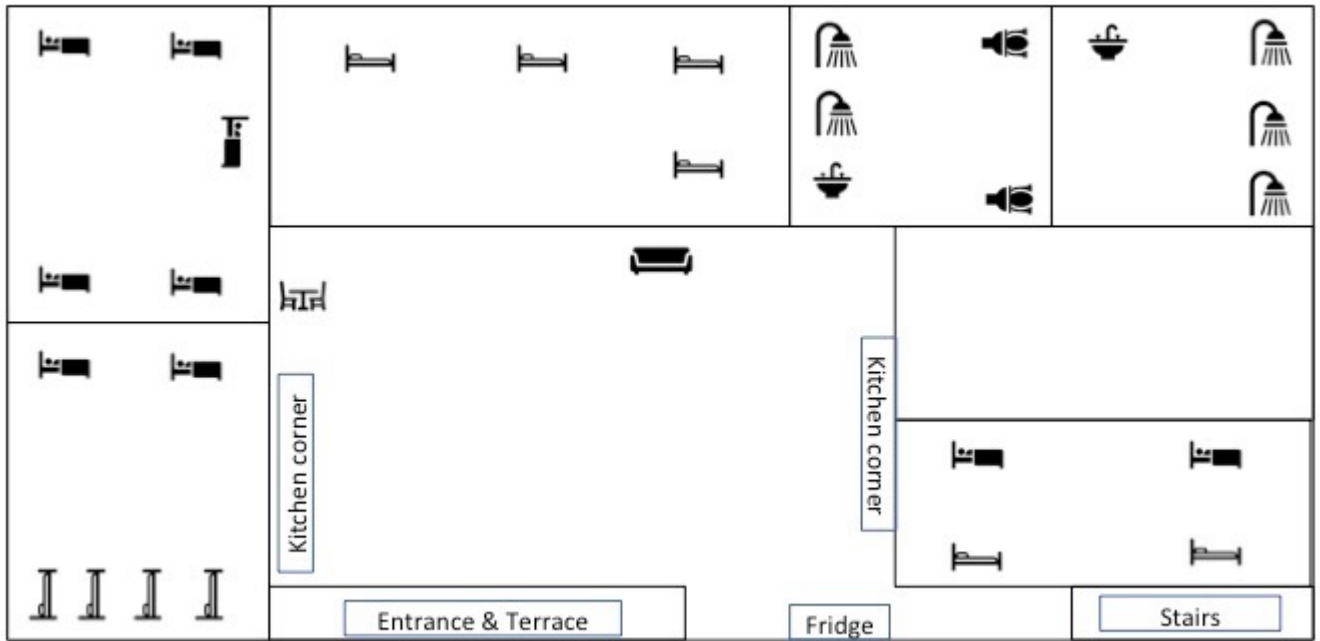 Kitchen corner
Kitchen corner
Entrance & Terrace
Fridge
Stairs